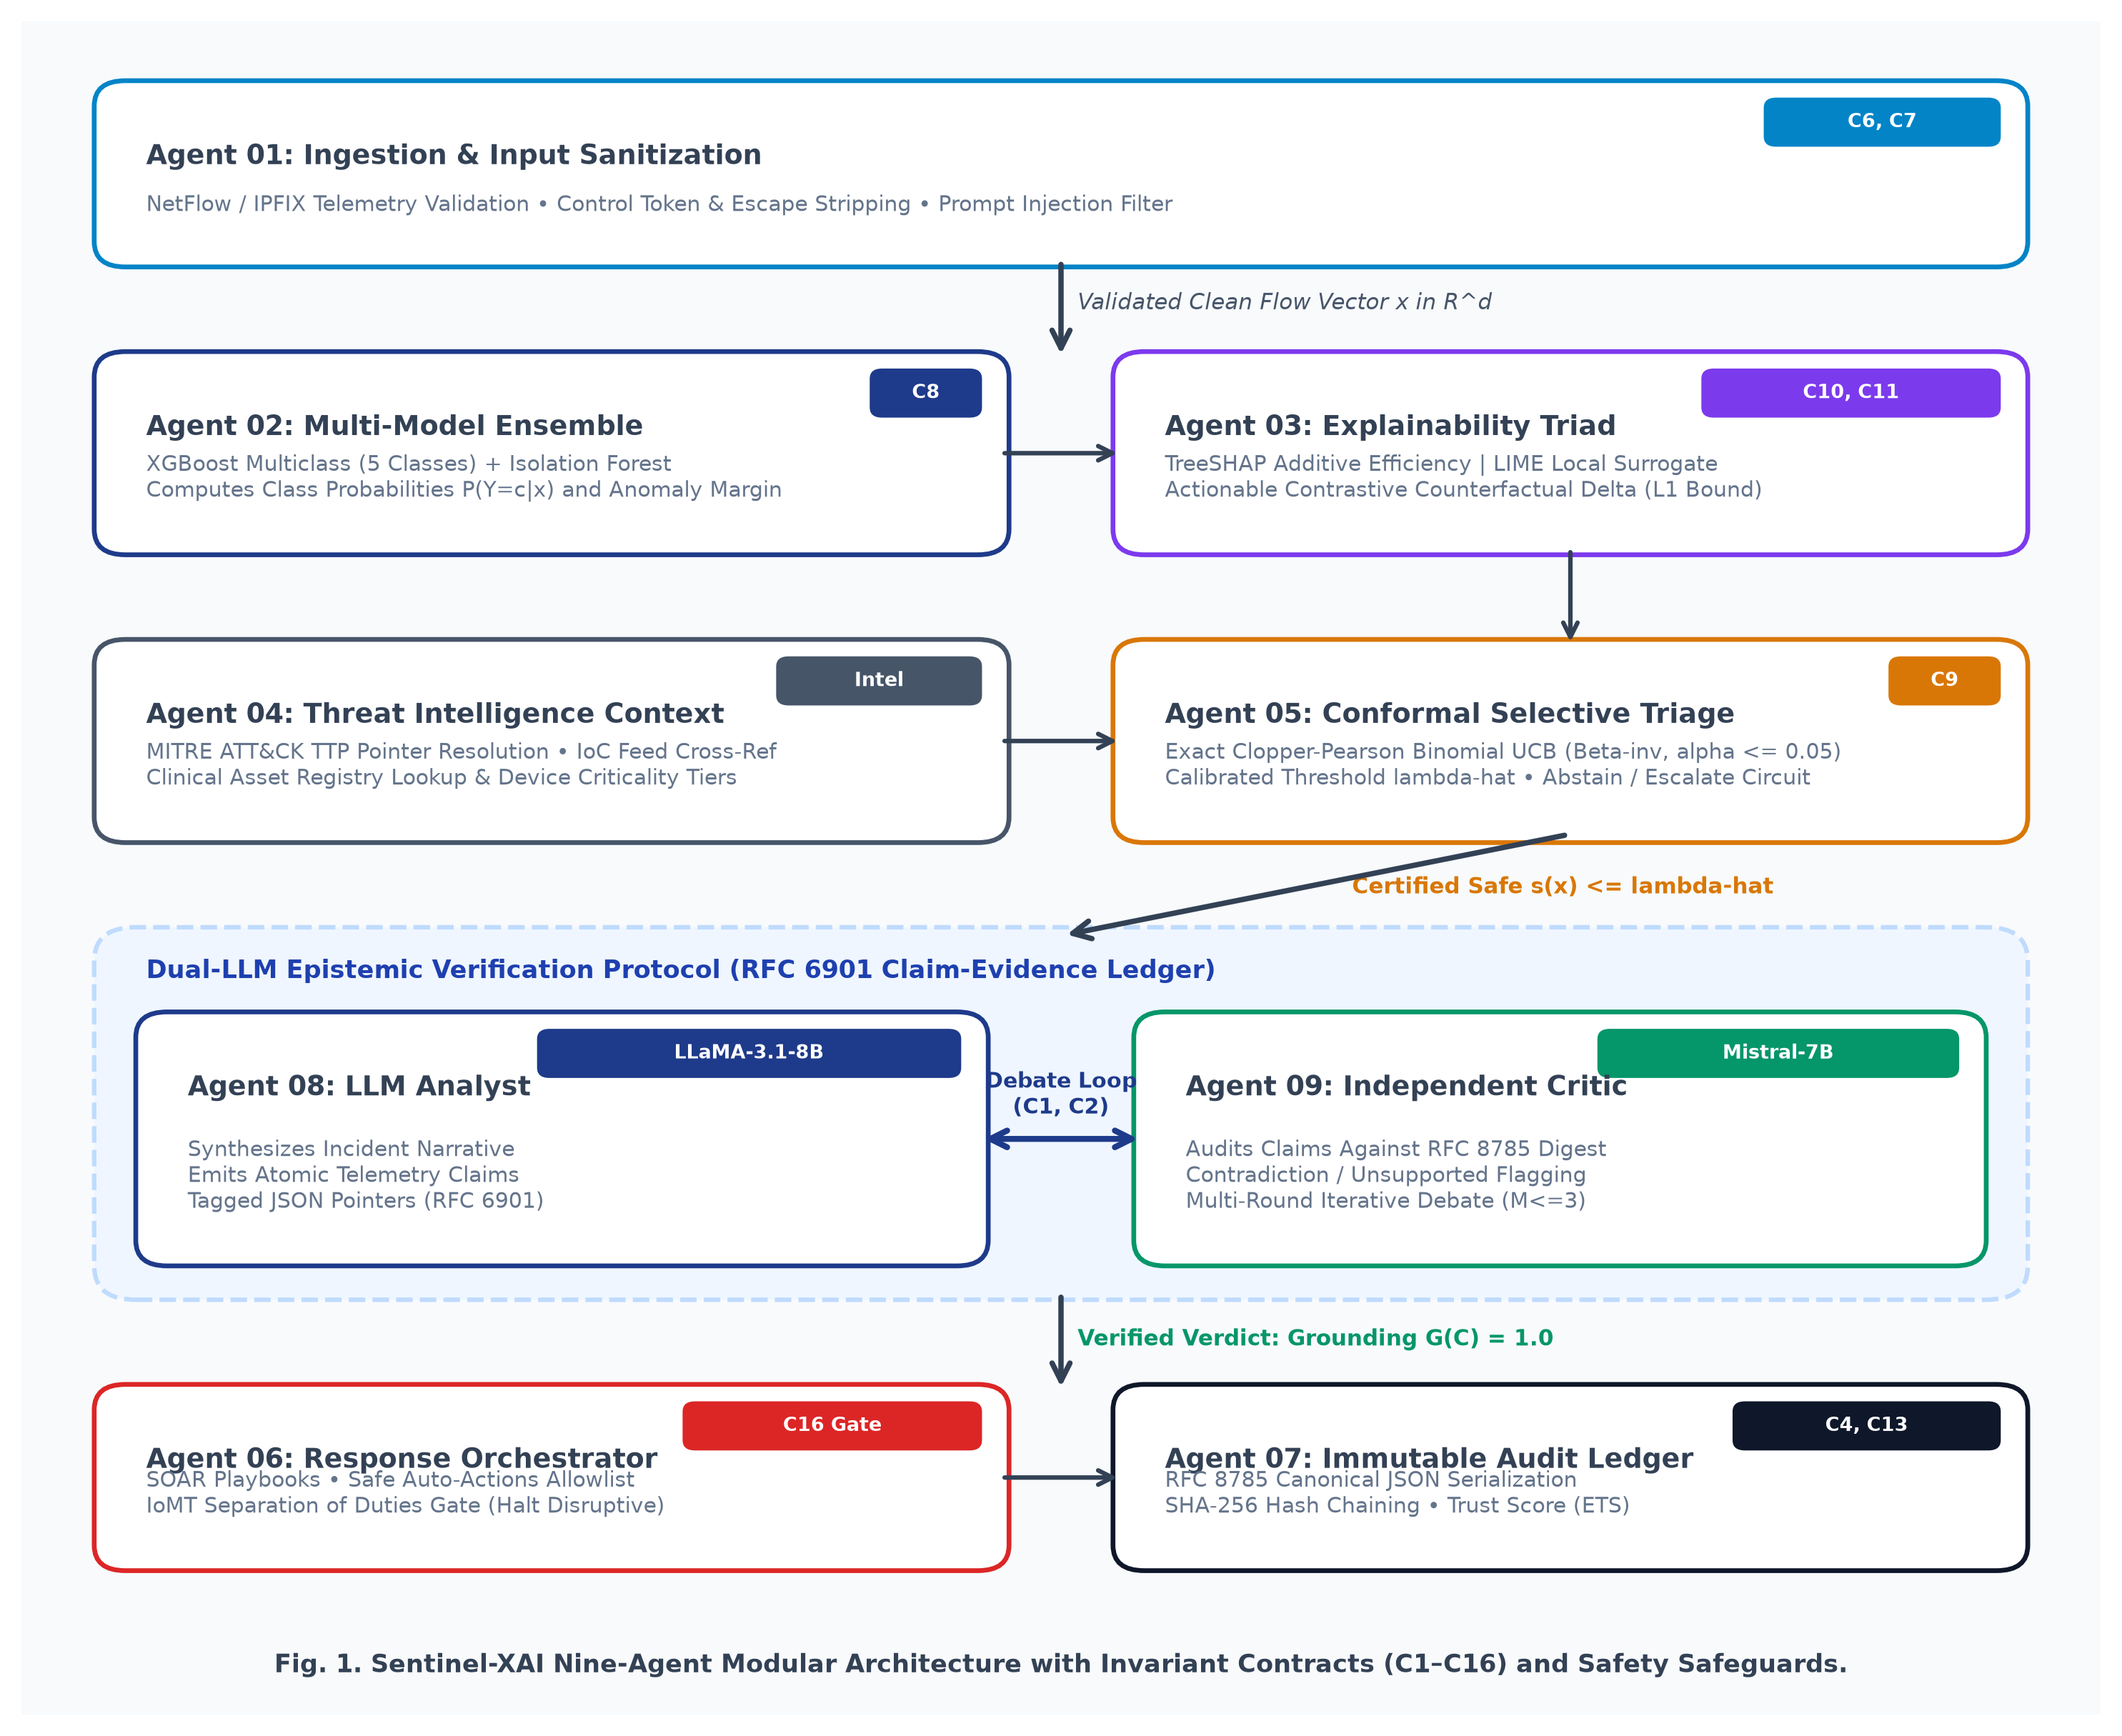 C6, C7
Agent 01: Ingestion & Input Sanitization
NetFlow / IPFIX Telemetry Validation • Control Token & Escape Stripping • Prompt Injection Filter
Validated Clean Flow Vector x in R^d
C8
Agent 02: Multi-Model Ensemble
XGBoost Multiclass (5 Classes) + Isolation Forest
Computes Class Probabilities P(Y=c|x) and Anomaly Margin
C10, C11
Agent 03: Explainability Triad
TreeSHAP Additive Efficiency | LIME Local Surrogate
Actionable Contrastive Counterfactual Delta (L1 Bound)
Intel
Agent 04: Threat Intelligence Context
MITRE ATT&CK TTP Pointer Resolution • IoC Feed Cross-Ref
Clinical Asset Registry Lookup & Device Criticality Tiers
C9
Agent 05: Conformal Selective Triage
Exact Clopper-Pearson Binomial UCB (Beta-inv, alpha <= 0.05)
Calibrated Threshold lambda-hat • Abstain / Escalate Circuit
Certified Safe s(x) <= lambda-hat
Dual-LLM Epistemic Verification Protocol (RFC 6901 Claim-Evidence Ledger)
LLaMA-3.1-8B
Agent 08: LLM Analyst
Synthesizes Incident Narrative
Emits Atomic Telemetry Claims
Tagged JSON Pointers (RFC 6901)
Debate Loop
(C1, C2)
Mistral-7B
Agent 09: Independent Critic
Audits Claims Against RFC 8785 Digest
Contradiction / Unsupported Flagging
Multi-Round Iterative Debate (M<=3)
Verified Verdict: Grounding G(C) = 1.0
C16 Gate
Agent 06: Response Orchestrator
SOAR Playbooks • Safe Auto-Actions Allowlist
IoMT Separation of Duties Gate (Halt Disruptive)
C4, C13
Agent 07: Immutable Audit Ledger
RFC 8785 Canonical JSON Serialization
SHA-256 Hash Chaining • Trust Score (ETS)
Fig. 1. Sentinel-XAI Nine-Agent Modular Architecture with Invariant Contracts (C1–C16) and Safety Safeguards.